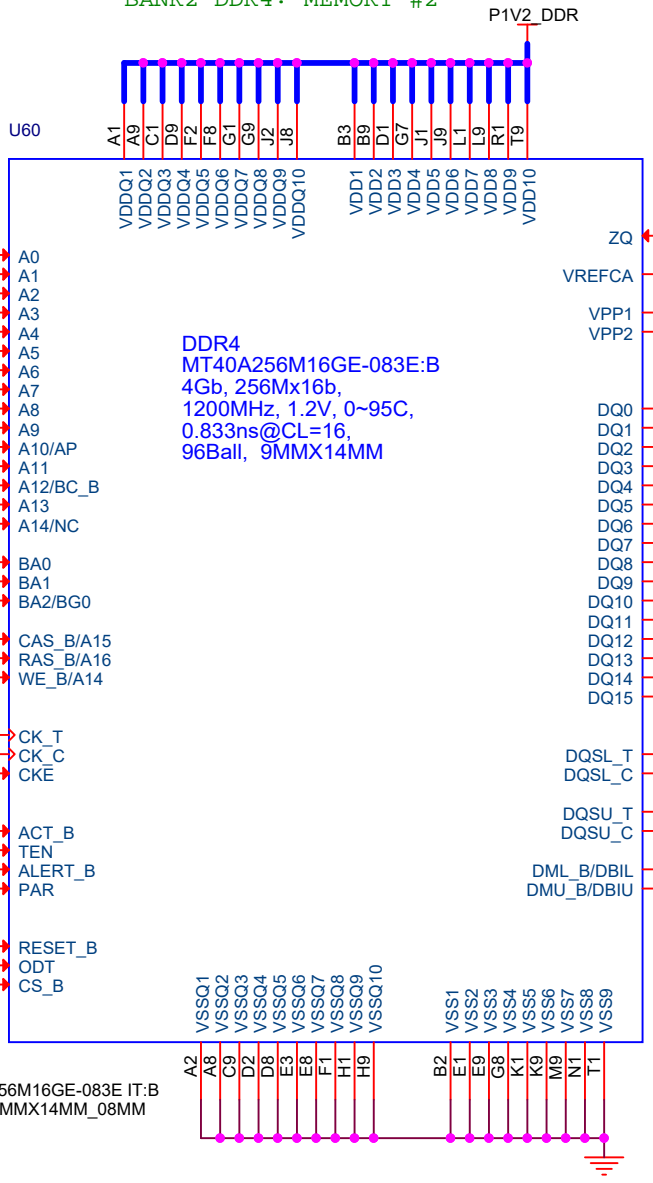 BANK2 DDR4: MEMORY #2
P1V2_DDR
U60
A1 A9 C1 D9 F2 F8 G1 G9 J2 J8 B3 B9 D1 G7 J1 J9 L1 L9 R1 T9
VDDQ1 VDDQ2 VDDQ3 VDDQ4 VDDQ5 VDDQ6 VDDQ7 VDDQ8 VDDQ9 VDDQ10 VDD1 VDD2 VDD3 VDD4 VDD5 VDD6 VDD7 VDD8 VDD9 VDD10
ZQ
A0
A1 VREFCA
A2
A3 VPP1
A4 VPP2
A5
A6
A7
A8 DQ0
A9 DQ1
A10/AP DQ2
A11 DQ3
A12/BC_B DQ4
A13 DQ5
A14/NC DQ6
DQ7
BA0 DQ8
BA1 DQ9
BA2/BG0 DQ10
DQ11
CAS_B/A15 DQ12
RAS_B/A16 DQ13
WE_B/A14 DQ14
DQ15
DDR4
MT40A256M16GE-083E:B
4Gb, 256Mx16b,
1200MHz, 1.2V, 0~95C,
0.833ns@CL=16,
96Ball, 9MMX14MM
CK_T
CK_C DQSL_T
CKE DQSL_C
DQSU_T
ACT_B DQSU_C
TEN
ALERT_B DML_B/DBIL
PAR DMU_B/DBIU
RESET_B
ODT
CS_B
VSSQ1 VSSQ2 VSSQ3 VSSQ4 VSSQ5 VSSQ6 VSSQ7 VSSQ8 VSSQ9 VSSQ10 VSS1 VSS2 VSS3 VSS4 VSS5 VSS6 VSS7 VSS8 VSS9
A2 A8 C9 D2 D8 E3 E8 F1 H1 H9 B2 E1 E9 G8 K1 K9 M9 N1 T1
56M16GE-083E IT:B
MMX14MM_08MM